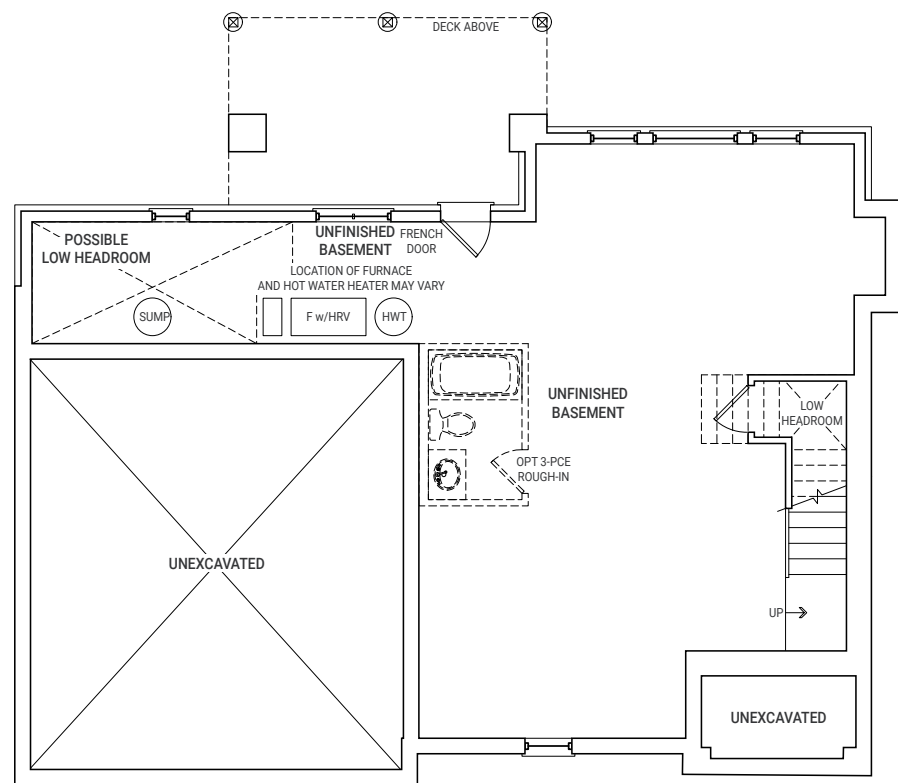 DECK ABOVE
POSSIBLE
LOW HEADROOM
UNFINISHED
BASEMENT
FRENCH
DOOR
LOCATION OF FURNACE
AND HOT WATER HEATER MAY VARY
SUMP
F w/HRV
HWT
UNFINISHED
BASEMENT
LOW
HEADROOM
OPT 3-PCE
ROUGH-IN
UNEXCAVATED
UP
UNEXCAVATED